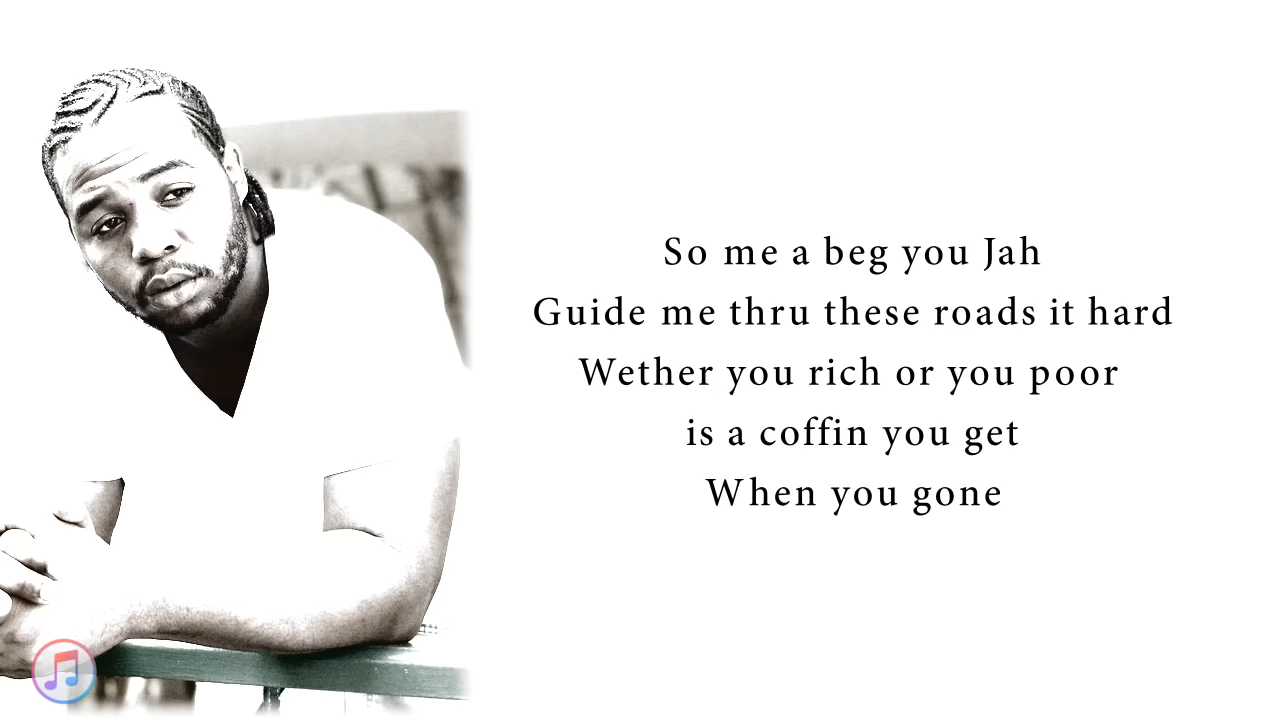 So me a beg you Jah
Guide me thru these roads it hard
Wether you rich or you poor
is a coffin you get
When you gone